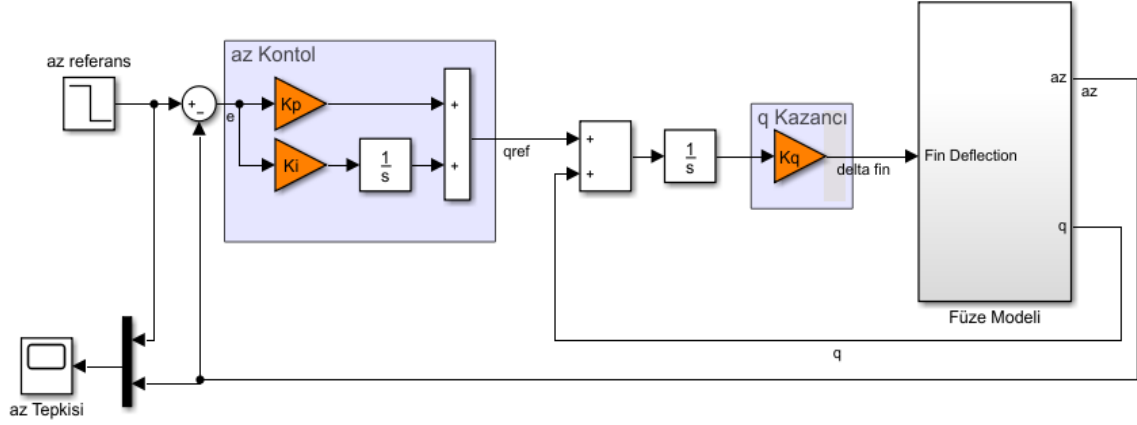 az referans
az Kontol
+
−
e
Kp
+
Ki
1
s
+
qref
+
+
1
s
q Kazancı
Kq
delta fin
Fin Deflection
az
az
q
Füze Modeli
q
az Tepkisi